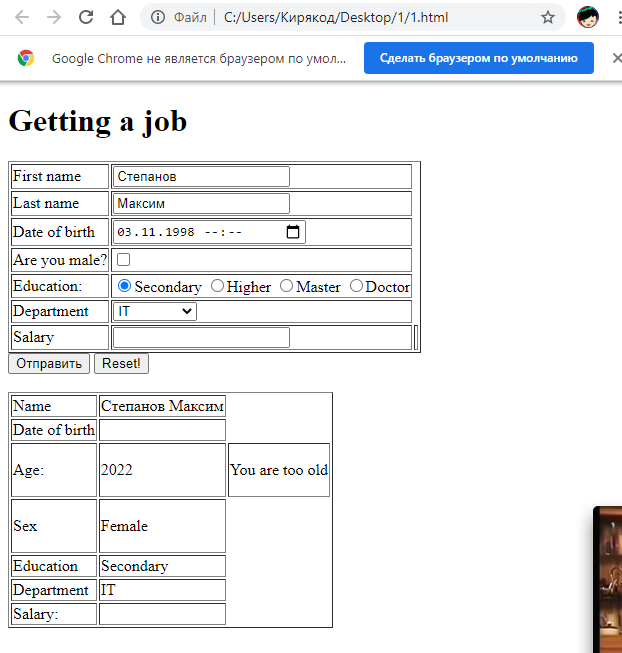 Файл C:/Users/Кирякод/Desktop/1/1.html
Google Chrome не является браузером по умол... Сделать браузером по умолчанию
Getting a job
First name Степанов
Last name Максим
Date of birth 03.11.1998 --:--
Are you male?
Education: Secondary Higher Master Doctor
Department IT
Salary
Отправить Reset!
Name Степанов Максим
Date of birth
Age: 2022 You are too old
Sex Female
Education Secondary
Department IT
Salary: